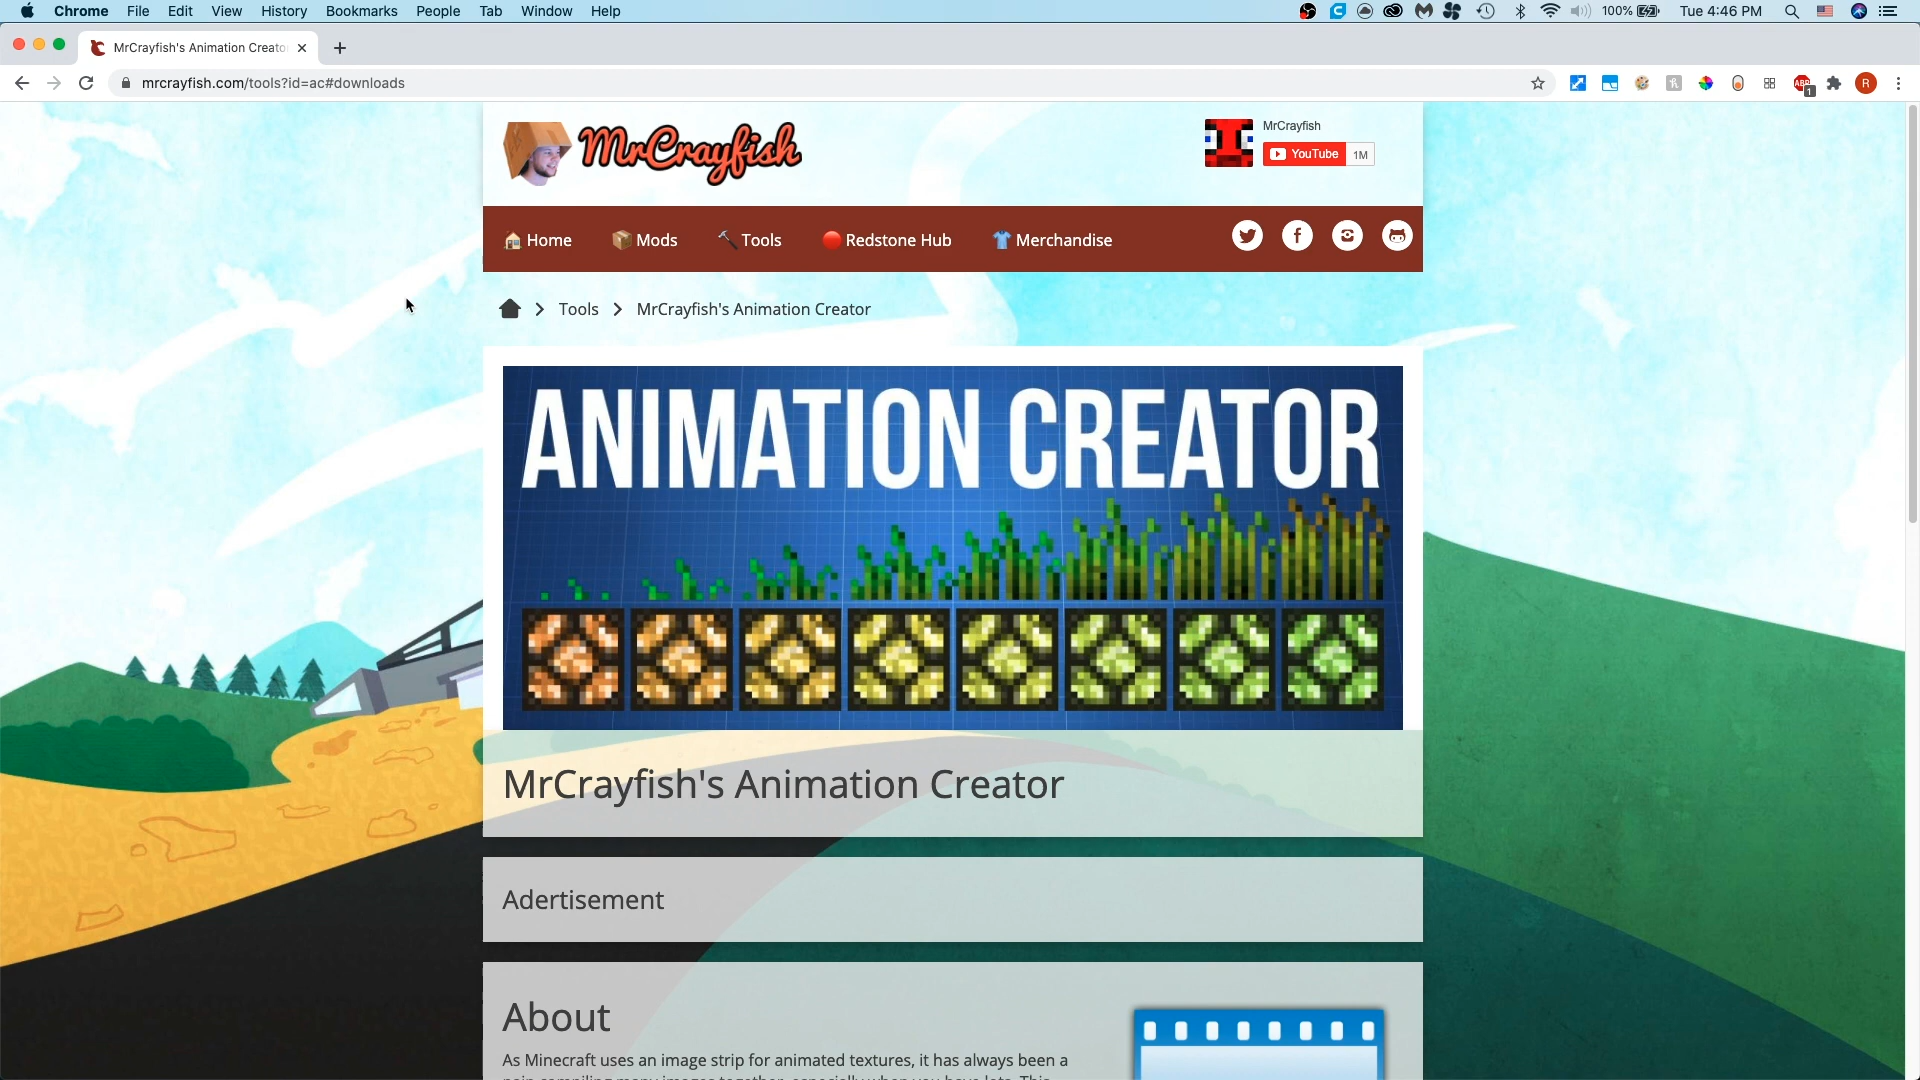 Chrome File Edit View History Bookmarks People Tab Window Help 100% Tue 4:46 PM
MrCrayfish's Animation Creato
mrcrayfish.com/tools?id=ac#downloads
ABP 1 R
MrCrayfish
MrCrayfish
YouTube 1M
Home Mods Tools Redstone Hub Merchandise
Tools MrCrayfish's Animation Creator
ANIMATION CREATOR
MrCrayfish's Animation Creator
Adertisement
About
As Minecraft uses an image strip for animated textures, it has always been a